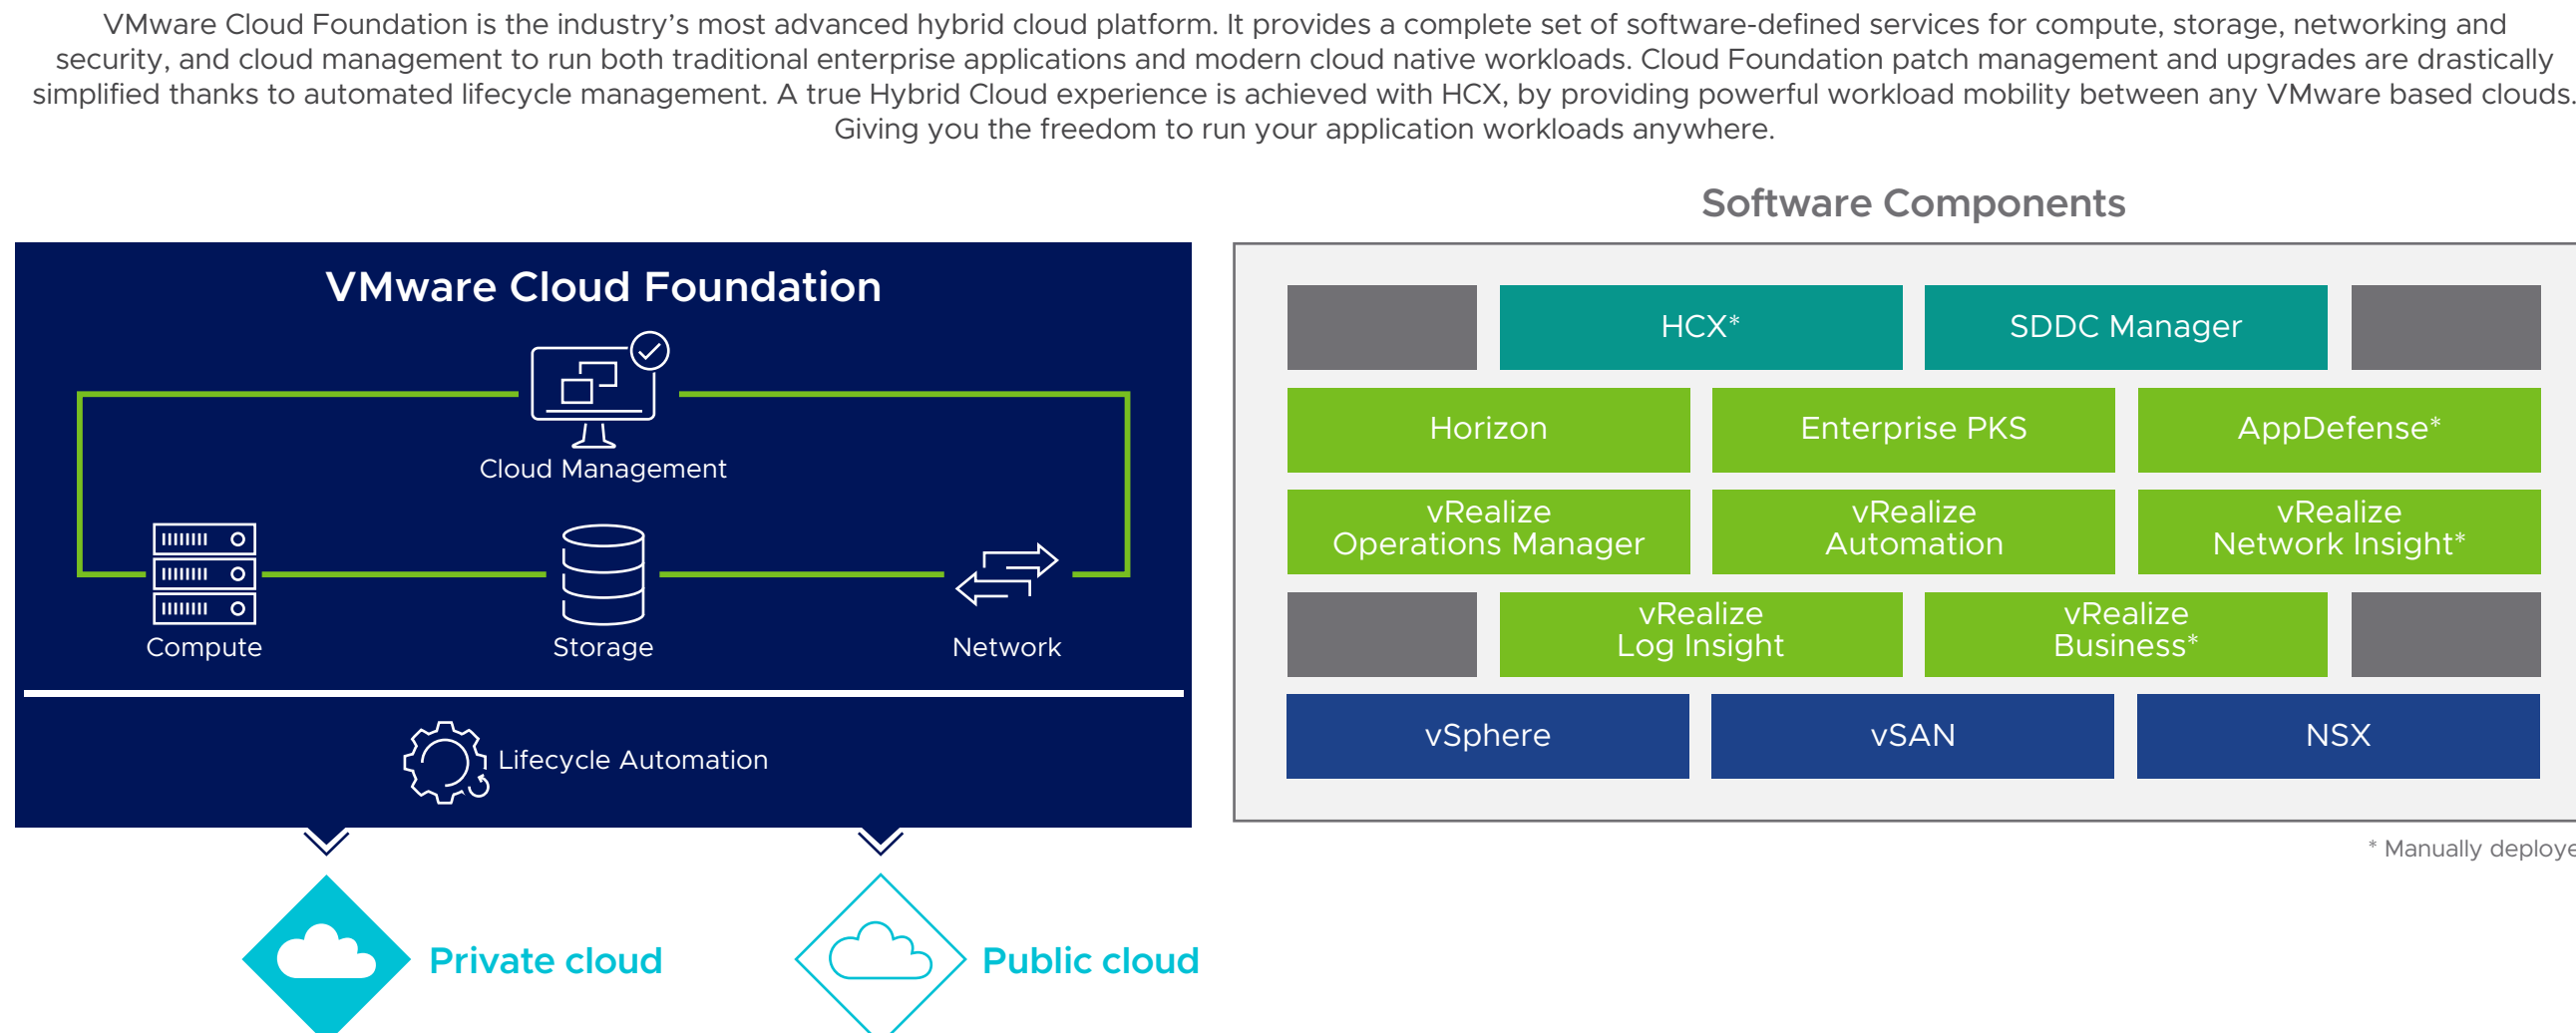 VMware Cloud Foundation is the industry’s most advanced hybrid cloud platform. It provides a complete set of software-defined services for compute, storage, networking and
security, and cloud management to run both traditional enterprise applications and modern cloud native workloads. Cloud Foundation patch management and upgrades are drastically
simplified thanks to automated lifecycle management. A true Hybrid Cloud experience is achieved with HCX, by providing powerful workload mobility between any VMware based clouds.
Giving you the freedom to run your application workloads anywhere.
VMware Cloud Foundation
Cloud Management
Compute
Storage
Network
Lifecycle Automation
Private cloud
Public cloud
Software Components
HCX*
SDDC Manager
Horizon
Enterprise PKS
AppDefense*
vRealize
Operations Manager
vRealize
Automation
vRealize
Network Insight*
vRealize
Log Insight
vRealize
Business*
vSphere
vSAN
NSX
* Manually deploye